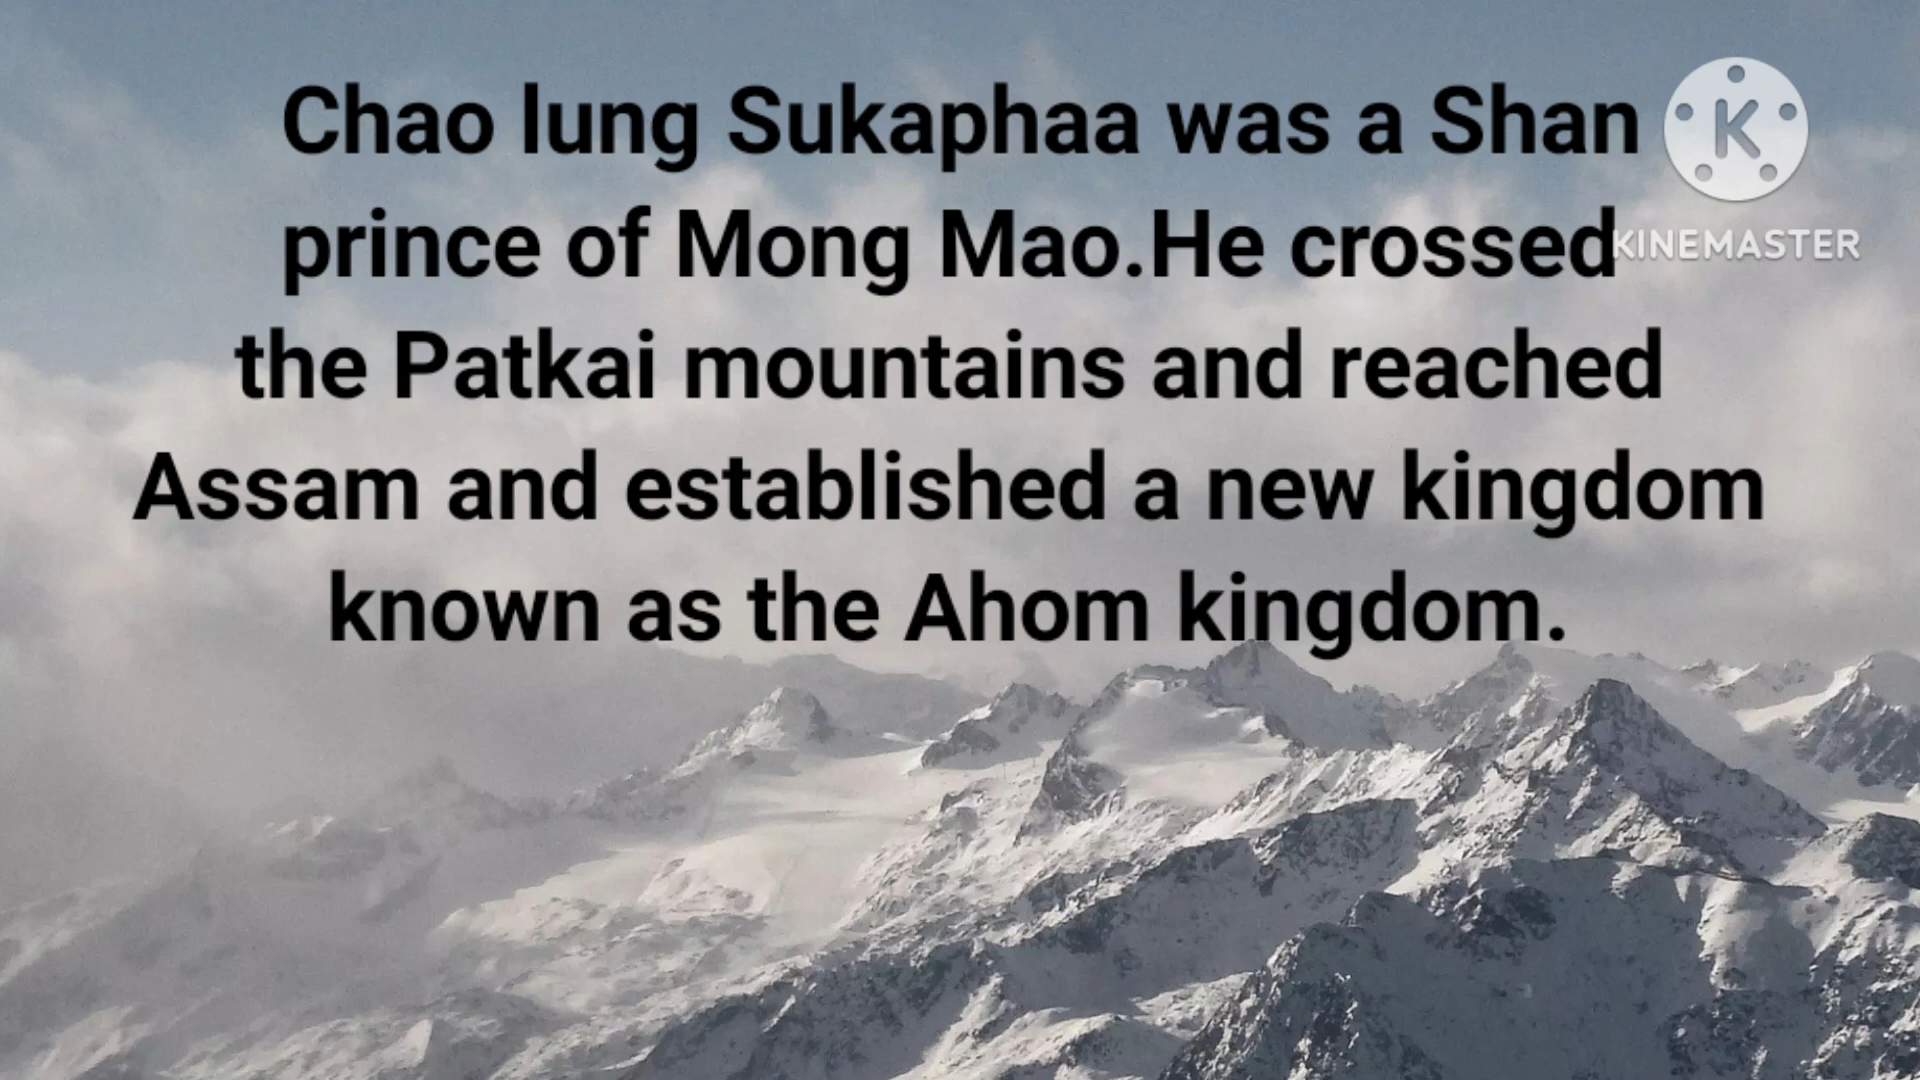 Chao lung Sukaphaa was a Shan
prince of Mong Mao.He crossed
the Patkai mountains and reached
Assam and established a new kingdom
known as the Ahom kingdom.
K
KINEMASTER